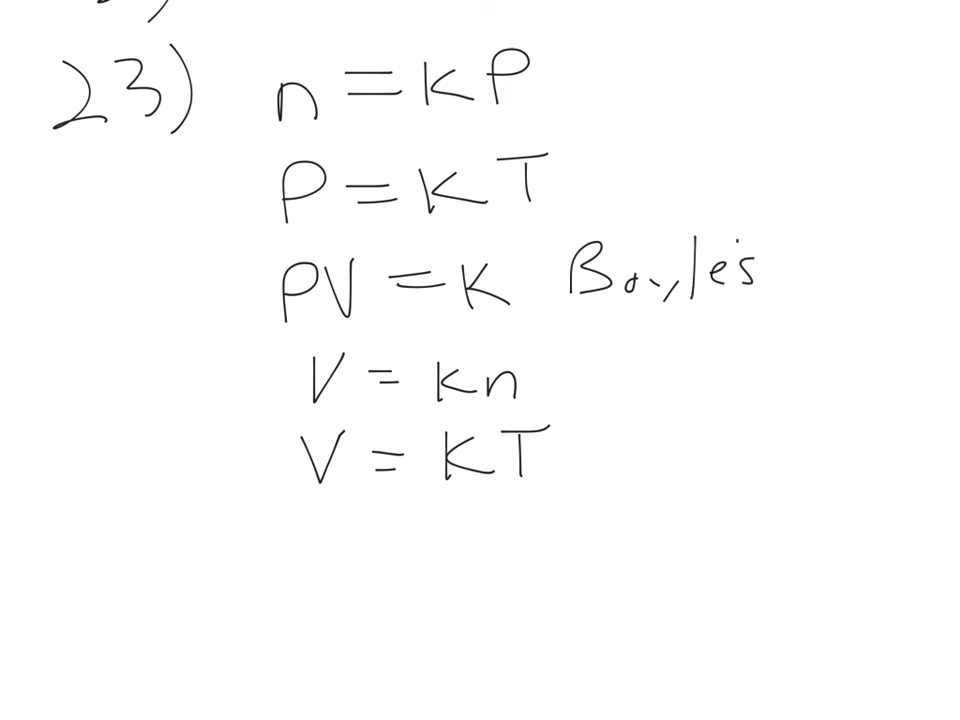 23) n = KP
P = KT
PV = K Boyle's
V = Kn
V = KT